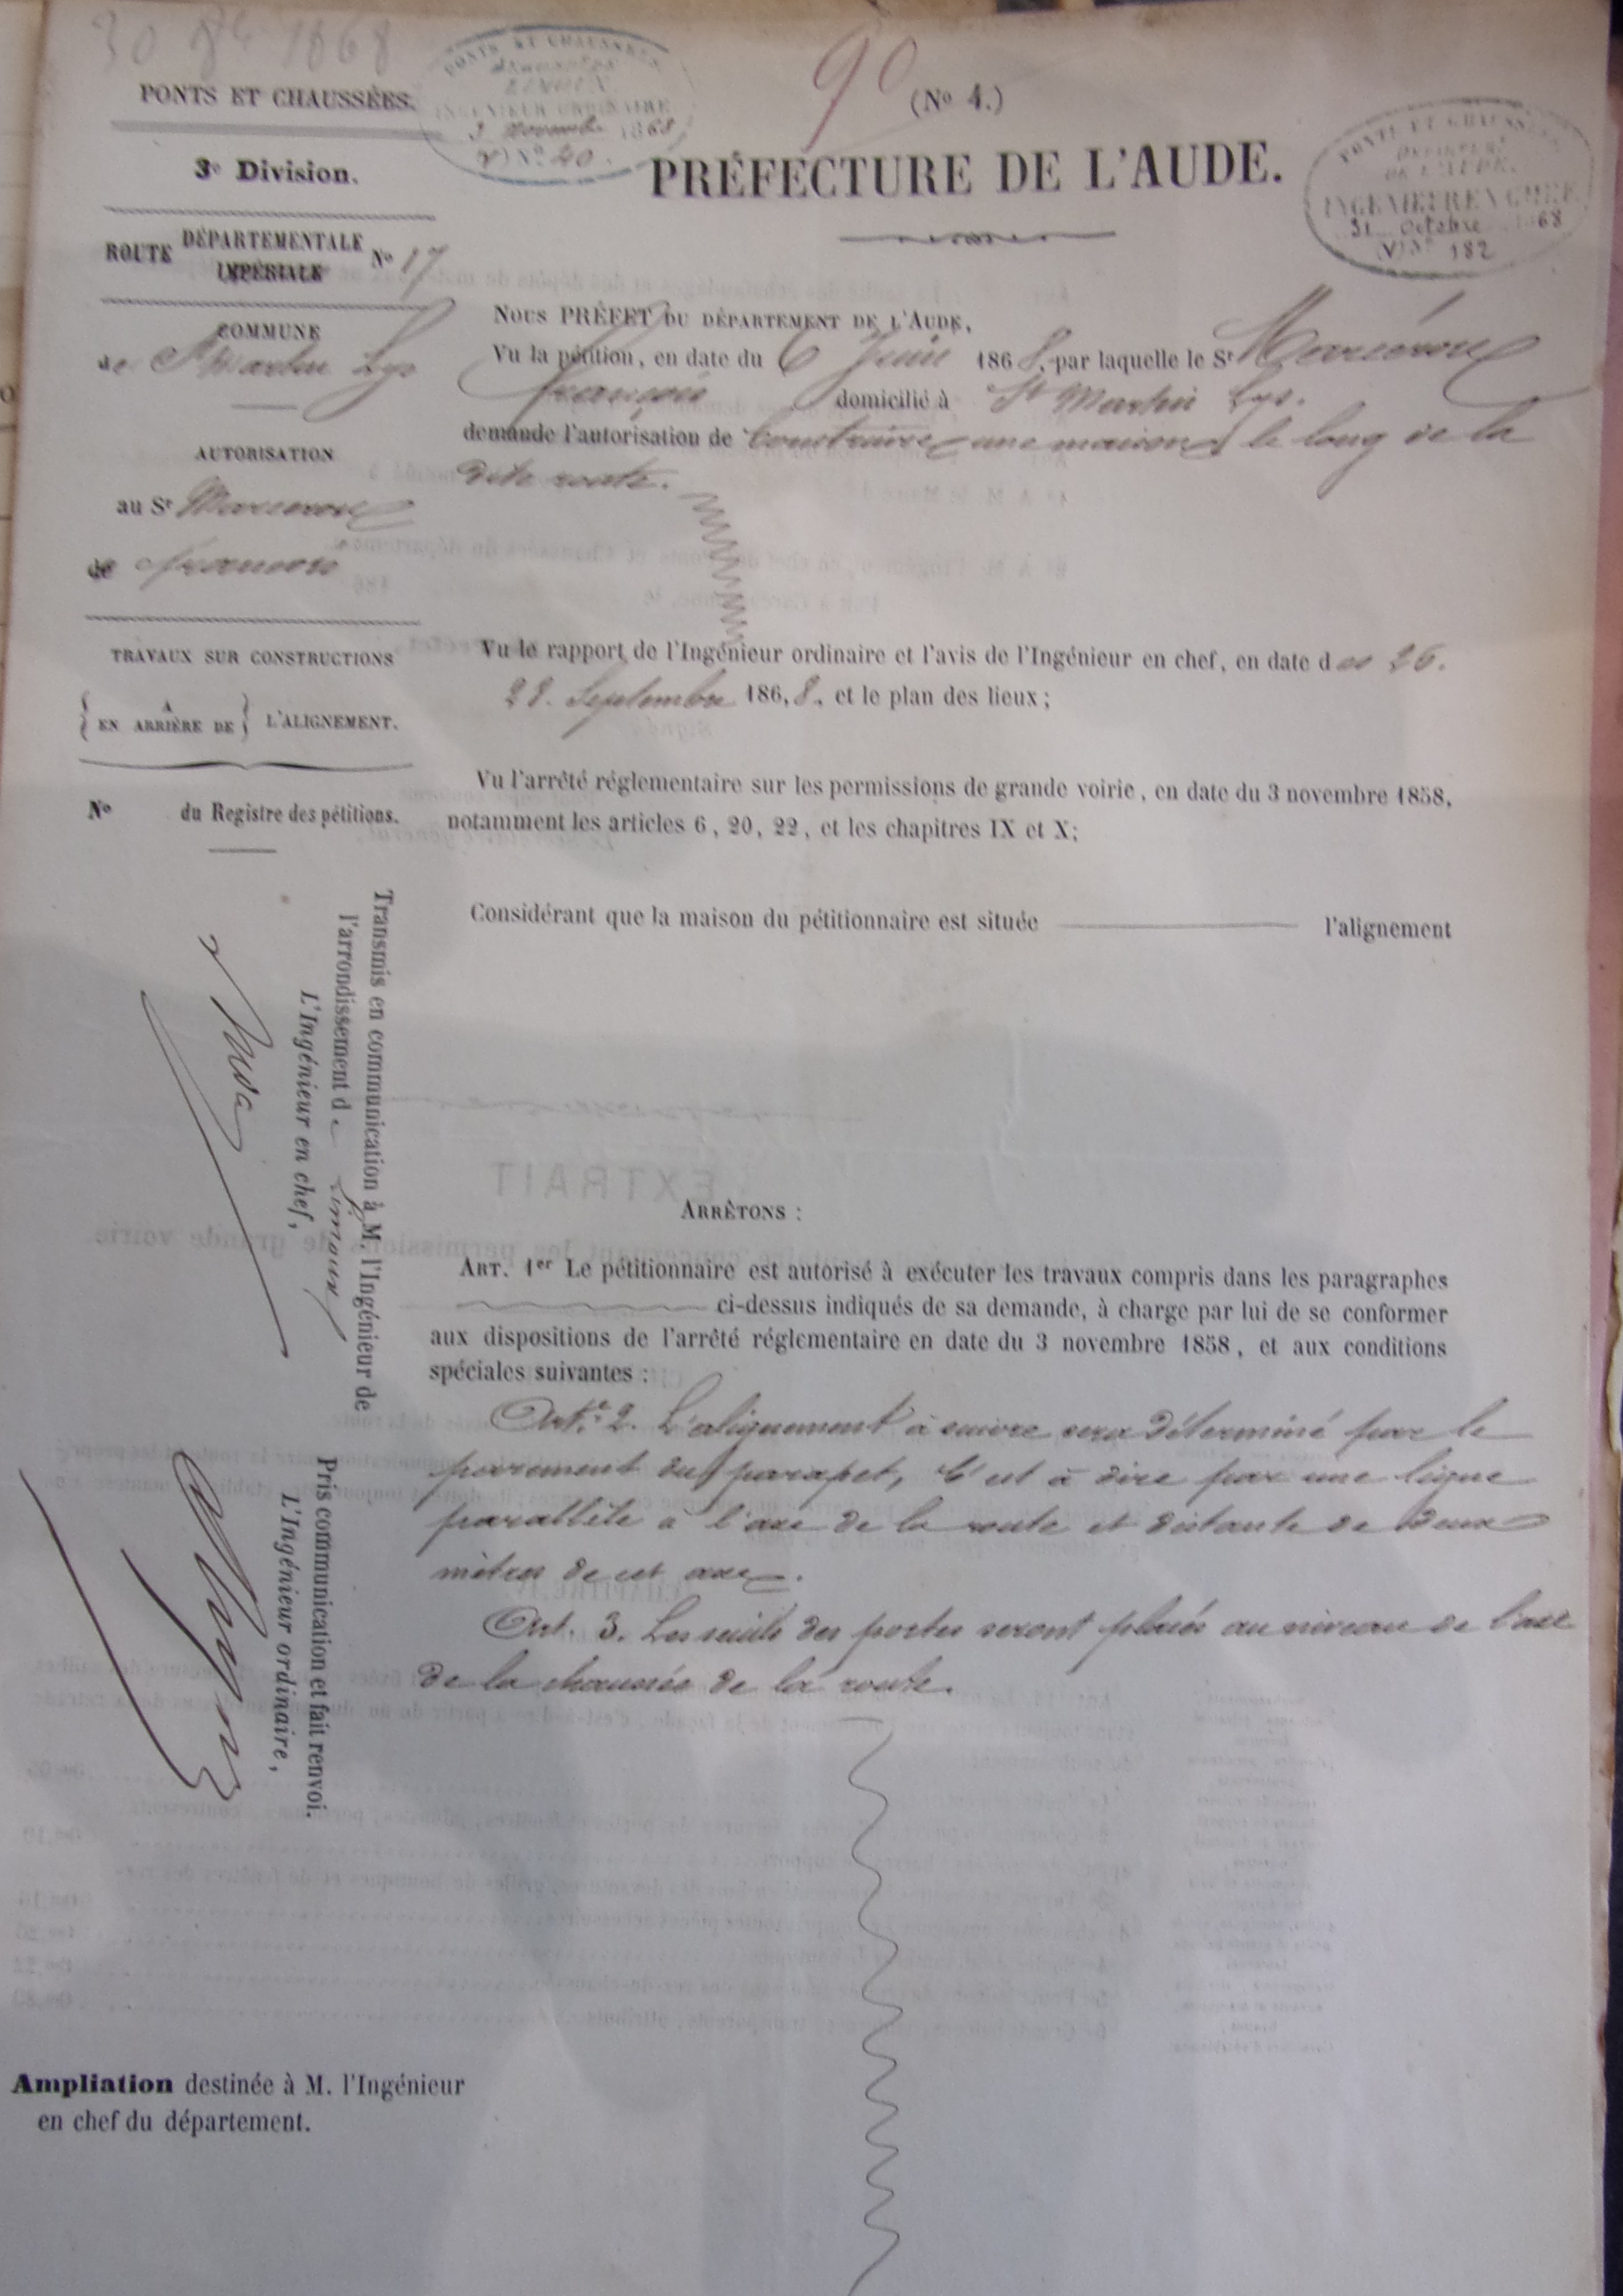 30 8bre 1868
PONTS ET CHAUSSÉES.
PONTS ET CHAUSSÉES
INGÉNIEUR ORDINAIRE
3 Novembre 1868
(V) No 20.
90
(No 4.)
PONTS ET CHAUSSÉES
DÉPARTEMENT
DE L'AUDE.
INGÉNIEUR EN CHEF
31 Octobre 1868
(V) No 182
3e Division.
PRÉFECTURE DE L'AUDE.
ROUTE DÉPARTEMENTALE No 17
IMPÉRIALE
COMMUNE
de St Martin Lys
AUTORISATION
au Sr
de François
TRAVAUX SUR CONSTRUCTIONS
{ A
EN ARRIÈRE DE } L'ALIGNEMENT.
No du Registre des pétitions.
Transmis en communication à M. l'Ingénieur de
l'arrondissement de Limoux
L'Ingénieur en chef,
Pris communication et fait renvoi.
L'Ingénieur ordinaire,
NOUS PRÉFET DU DÉPARTEMENT DE L'AUDE,
Vu la pétition, en date du 6 Juin 1868, par laquelle le Sr
François domicilié à St Martin Lys.
demande l'autorisation de Construire une maison le long de la
dite route.
Vu le rapport de l'Ingénieur ordinaire et l'avis de l'Ingénieur en chef, en date des 26.
28. Septembre 186,8, et le plan des lieux;
Vu l'arrêté réglementaire sur les permissions de grande voirie, en date du 3 novembre 1858,
notamment les articles 6, 20, 22, et les chapitres IX et X;
Considérant que la maison du pétitionnaire est située l'alignement
ARRÊTONS :
ART. 1er Le pétitionnaire est autorisé à exécuter les travaux compris dans les paragraphes
ci-dessus indiqués de sa demande, à charge par lui de se conformer
aux dispositions de l'arrêté réglementaire en date du 3 novembre 1858, et aux conditions
spéciales suivantes :
Art. 2. L'alignement à suivre sera déterminé par le
parement du parapet, C'est à dire par une ligne
parallèle à l'axe de la route et distante de deux
mètres de cet axe.
Art. 3. Les seuils des portes seront placés au niveau de l'axe
de la chaussée de la route.
Ampliation destinée à M. l'Ingénieur
en chef du département.